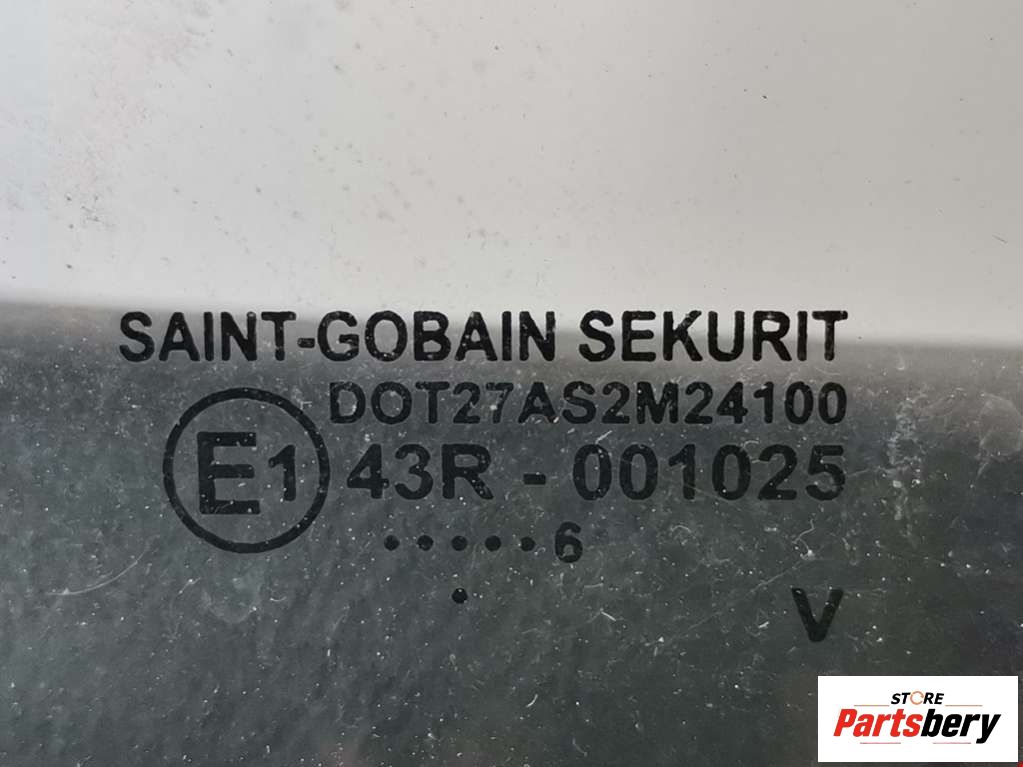 SAINT-GOBAIN SEKURIT
DOT27AS2M24100
E1 43R - 001025
.....6
.
V
STORE
Partsbery